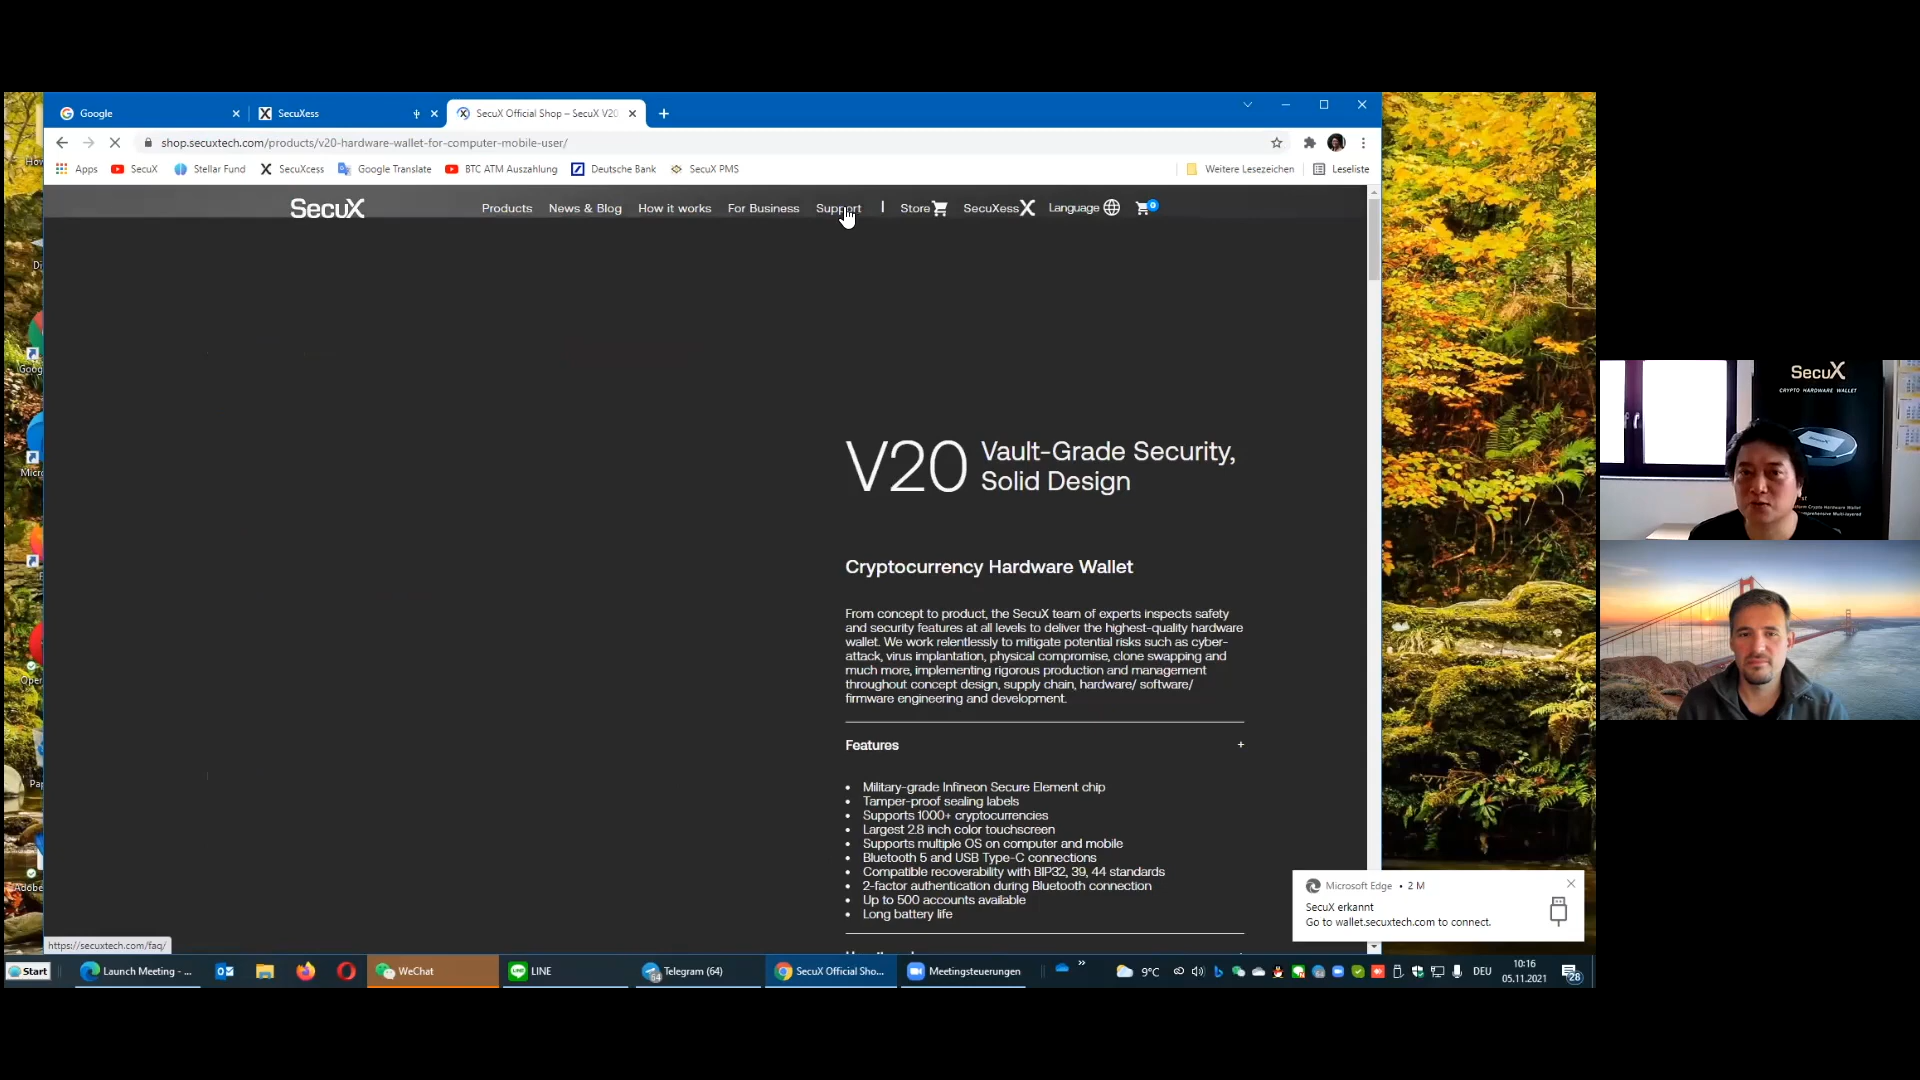 Google
SecuXess
SecuX Official Shop – SecuX V20
shop.secuxtech.com/products/v20-hardware-wallet-for-computer-mobile-user/
Apps
SecuX
Stellar Fund
SecuXcess
Google Translate
BTC ATM Auszahlung
Deutsche Bank
SecuX PMS
Weitere Lesezeichen
Leseliste
SecuX
Products
News & Blog
How it works
For Business
Support
Store
SecuXess
Language
0
V20
Vault-Grade Security,
Solid Design
Cryptocurrency Hardware Wallet
From concept to product, the SecuX team of experts inspects safety
and security features at all levels to deliver the highest-quality hardware
wallet. We work relentlessly to mitigate potential risks such as cyber-
attack, virus implantation, physical compromise, clone swapping and
much more, implementing rigorous production and management
throughout concept design, supply chain, hardware/ software/
firmware engineering and development.
Features +
• Military-grade Infineon Secure Element chip
• Tamper-proof sealing labels
• Supports 1000+ cryptocurrencies
• Largest 2.8 inch color touchscreen
• Supports multiple OS on computer and mobile
• Bluetooth 5 and USB Type-C connections
• Compatible recoverability with BIP32, 39, 44 standards
• 2-factor authentication during Bluetooth connection
• Up to 500 accounts available
• Long battery life
https://secuxtech.com/faq/
Microsoft Edge • 2 M
SecuX erkannt
Go to wallet.secuxtech.com to connect.
Start
Launch Meeting - ...
WeChat
LINE
Telegram (64)
SecuX Official Sho...
Meetingsteuerungen
9°C
DEU
10:16
05.11.2021
28
SecuX
CRYPTO HARDWARE WALLET